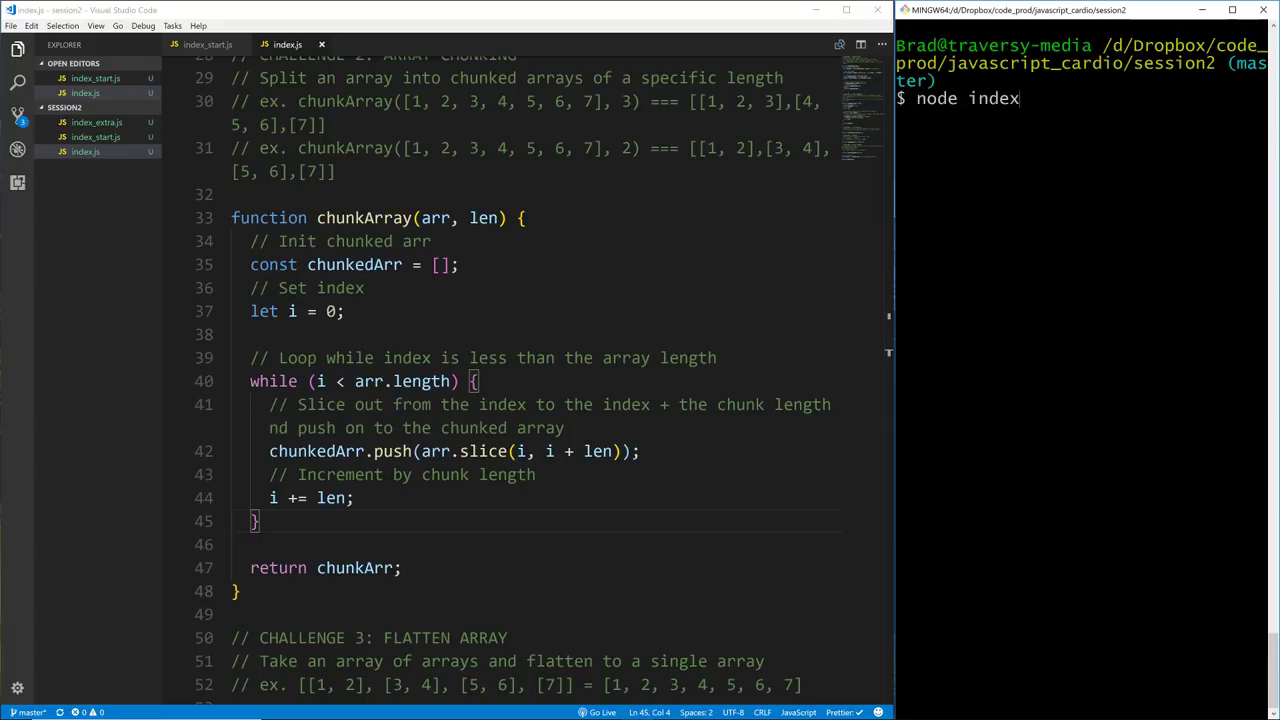 index.js - session2 - Visual Studio Code
File Edit Selection View Go Debug Tasks Help
EXPLORER
OPEN EDITORS
index_start.js U
index.js U
SESSION2
index_extra.js U
index_start.js U
index.js U
3
JS index_start.js JS index.js
// CHALLENGE 2: ARRAY CHUNKING
29 // Split an array into chunked arrays of a specific length
30 // ex. chunkArray([1, 2, 3, 4, 5, 6, 7], 3) === [[1, 2, 3],[4,
5, 6],[7]]
31 // ex. chunkArray([1, 2, 3, 4, 5, 6, 7], 2) === [[1, 2],[3, 4],
[5, 6],[7]]
32
33 function chunkArray(arr, len) {
34 // Init chunked arr
35 const chunkedArr = [];
36 // Set index
37 let i = 0;
38
39 // Loop while index is less than the array length
40 while (i < arr.length) {
41 // Slice out from the index to the index + the chunk length
nd push on to the chunked array
42 chunkedArr.push(arr.slice(i, i + len));
43 // Increment by chunk length
44 i += len;
45 }
46
47 return chunkArr;
48 }
49
50 // CHALLENGE 3: FLATTEN ARRAY
51 // Take an array of arrays and flatten to a single array
52 // ex. [[1, 2], [3, 4], [5, 6], [7]] = [1, 2, 3, 4, 5, 6, 7]
master* 0 0 Go Live Ln 45, Col 4 Spaces: 2 UTF-8 CRLF JavaScript Prettier: ✓
MINGW64:/d/Dropbox/code_prod/javascript_cardio/session2
Brad@traversy-media /d/Dropbox/code_
prod/javascript_cardio/session2 (mas
ter)
$ node index